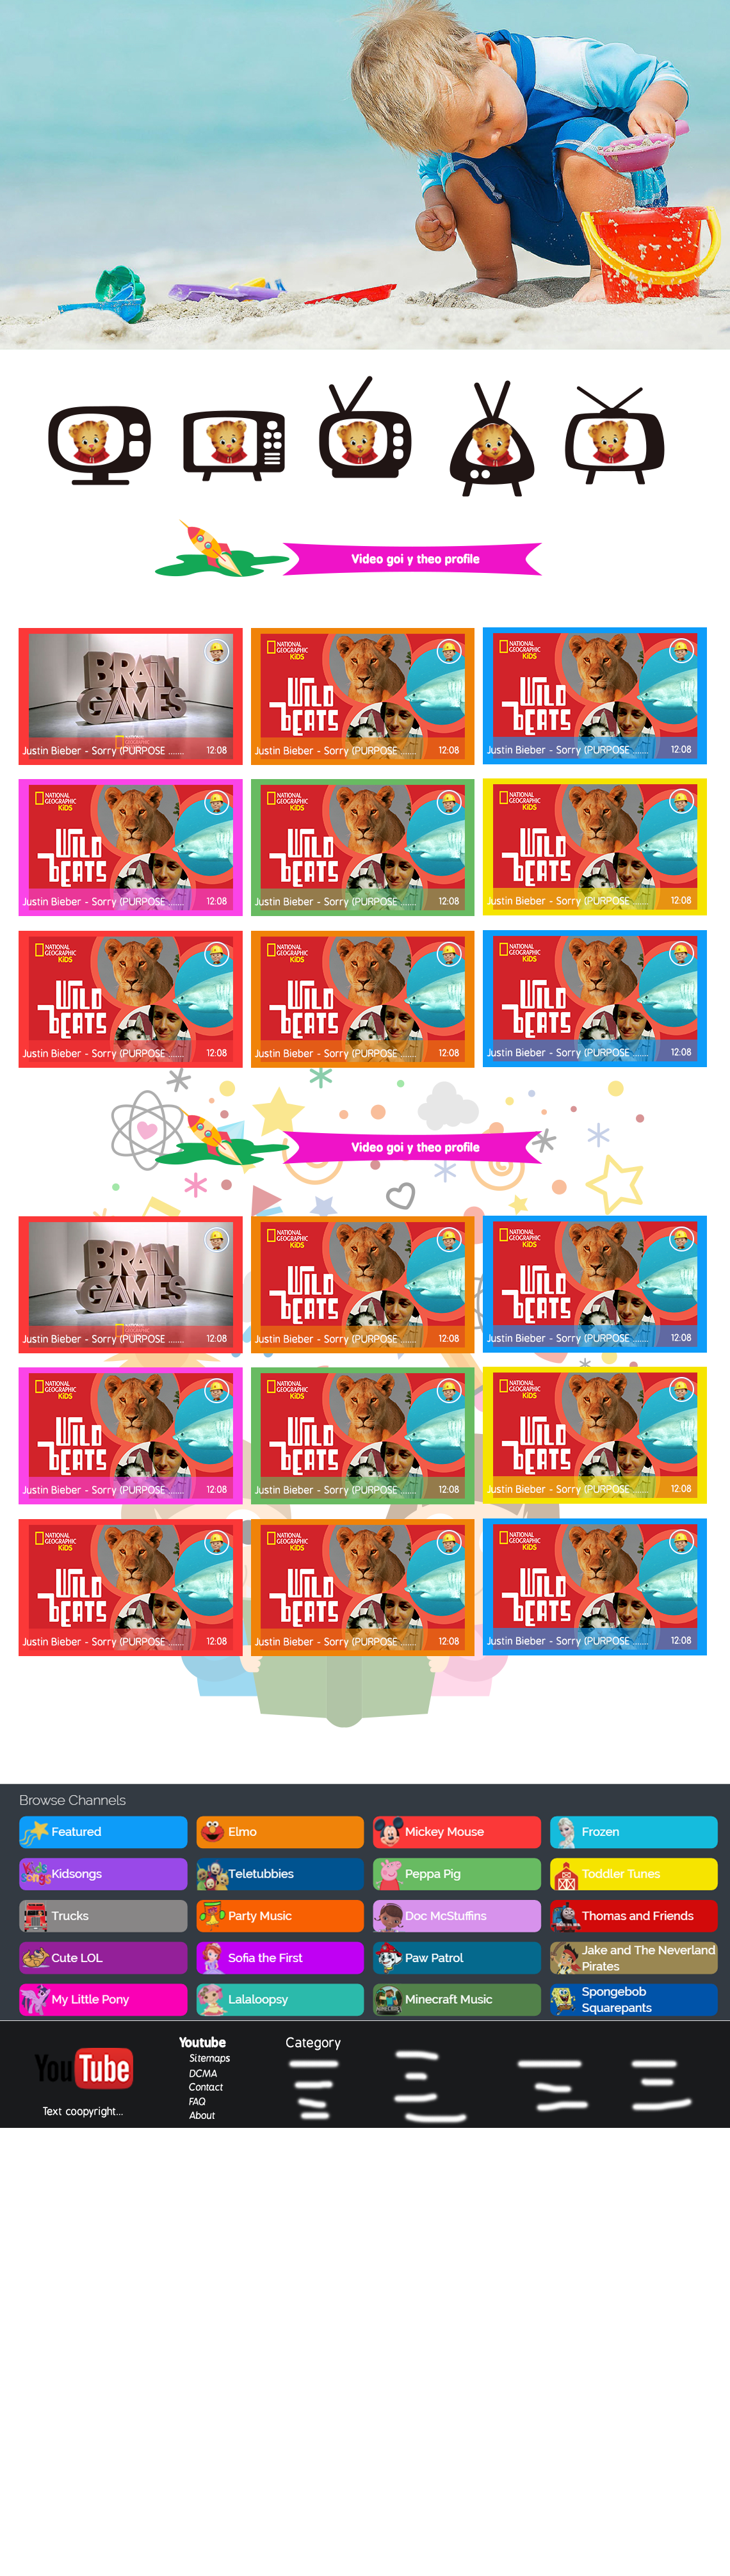 Video goi y theo profile
BRAIN
GAMES
Justin Bieber - Sorry (PURPOSE ....... 12:08
NATIONAL
GEOGRAPHIC
KiDS
WILD
bEATS
Justin Bieber - Sorry (PURPOSE ....... 12:08
NATIONAL
GEOGRAPHIC
KiDS
WILD
bEATS
Justin Bieber - Sorry (PURPOSE ....... 12:08
NATIONAL
GEOGRAPHIC
KiDS
WILD
bEATS
Justin Bieber - Sorry (PURPOSE ....... 12:08
NATIONAL
GEOGRAPHIC
KiDS
WILD
bEATS
Justin Bieber - Sorry (PURPOSE ....... 12:08
NATIONAL
GEOGRAPHIC
KiDS
WILD
bEATS
Justin Bieber - Sorry (PURPOSE ....... 12:08
NATIONAL
GEOGRAPHIC
KiDS
WILD
bEATS
Justin Bieber - Sorry (PURPOSE ....... 12:08
NATIONAL
GEOGRAPHIC
KiDS
WILD
bEATS
Justin Bieber - Sorry (PURPOSE ....... 12:08
NATIONAL
GEOGRAPHIC
KiDS
WILD
bEATS
Justin Bieber - Sorry (PURPOSE ....... 12:08
Video goi y theo profile
BRAIN
GAMES
Justin Bieber - Sorry (PURPOSE ....... 12:08
NATIONAL
GEOGRAPHIC
KiDS
WILD
bEATS
Justin Bieber - Sorry (PURPOSE ....... 12:08
NATIONAL
GEOGRAPHIC
KiDS
WILD
bEATS
Justin Bieber - Sorry (PURPOSE ....... 12:08
NATIONAL
GEOGRAPHIC
KiDS
WILD
bEATS
Justin Bieber - Sorry (PURPOSE ....... 12:08
NATIONAL
GEOGRAPHIC
KiDS
WILD
bEATS
Justin Bieber - Sorry (PURPOSE ....... 12:08
NATIONAL
GEOGRAPHIC
KiDS
WILD
bEATS
Justin Bieber - Sorry (PURPOSE ....... 12:08
NATIONAL
GEOGRAPHIC
KiDS
WILD
bEATS
Justin Bieber - Sorry (PURPOSE ....... 12:08
NATIONAL
GEOGRAPHIC
KiDS
WILD
bEATS
Justin Bieber - Sorry (PURPOSE ....... 12:08
NATIONAL
GEOGRAPHIC
KiDS
WILD
bEATS
Justin Bieber - Sorry (PURPOSE ....... 12:08
Browse Channels
Featured
Elmo
Mickey Mouse
Frozen
Kidsongs
Teletubbies
Peppa Pig
Toddler Tunes
Trucks
Party Music
Doc McStuffins
Thomas and Friends
Cute LOL
Sofia the First
Paw Patrol
Jake and The Neverland
Pirates
My Little Pony
Lalaloopsy
Minecraft Music
Spongebob
Squarepants
YouTube
Text coopyright...
Youtube
Sitemaps
DCMA
Contact
FAQ
About
Category